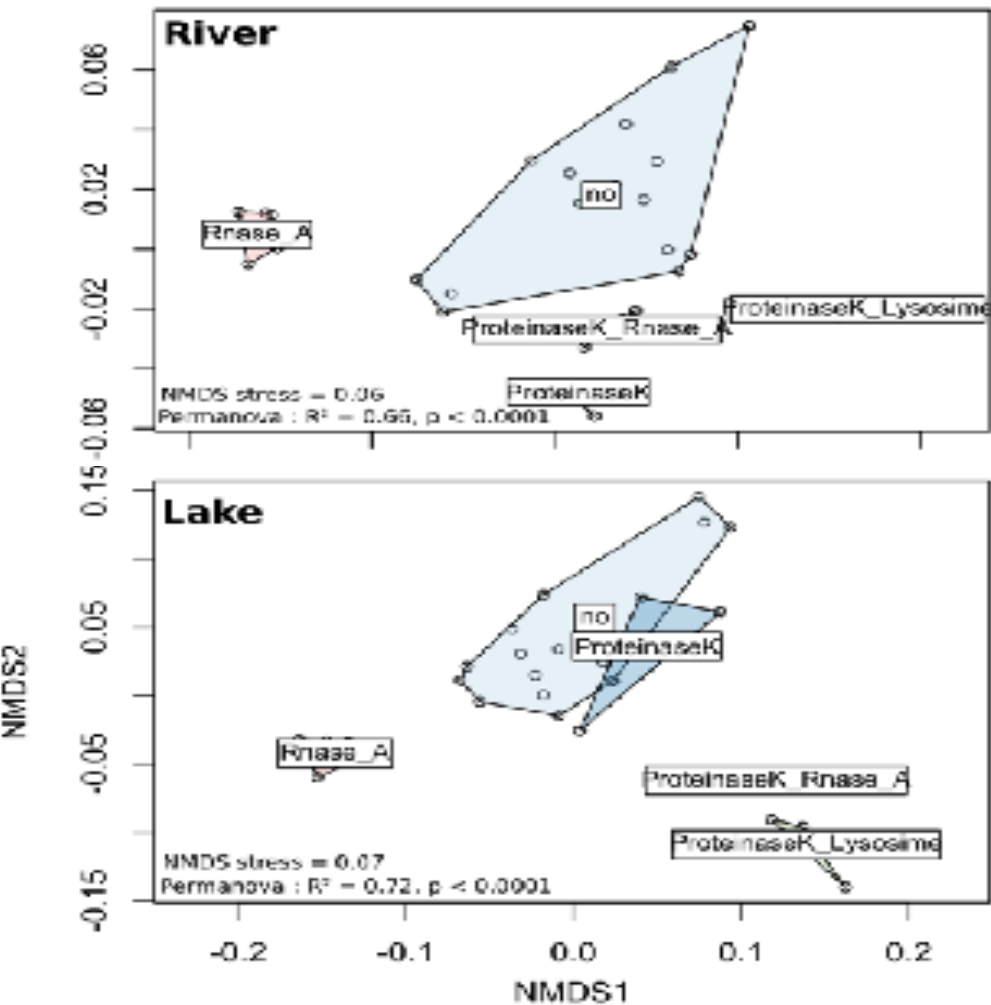 River
0.06
0.02
-0.02
-0.06
no
Rnase_A
ProteinaseK_Lysosime
ProteinaseK_Rnase_A
ProteinaseK
NMDS stress = 0.06
Permanova : R² = 0.66, p < 0.0001
Lake
0.15
0.05
-0.05
-0.15
NMDS2
no
ProteinaseK
Rnase_A
ProteinaseK_Rnase_A
ProteinaseK_Lysosime
NMDS stress = 0.07
Permanova : R² = 0.72, p < 0.0001
-0.2 -0.1 0.0 0.1 0.2
NMDS1